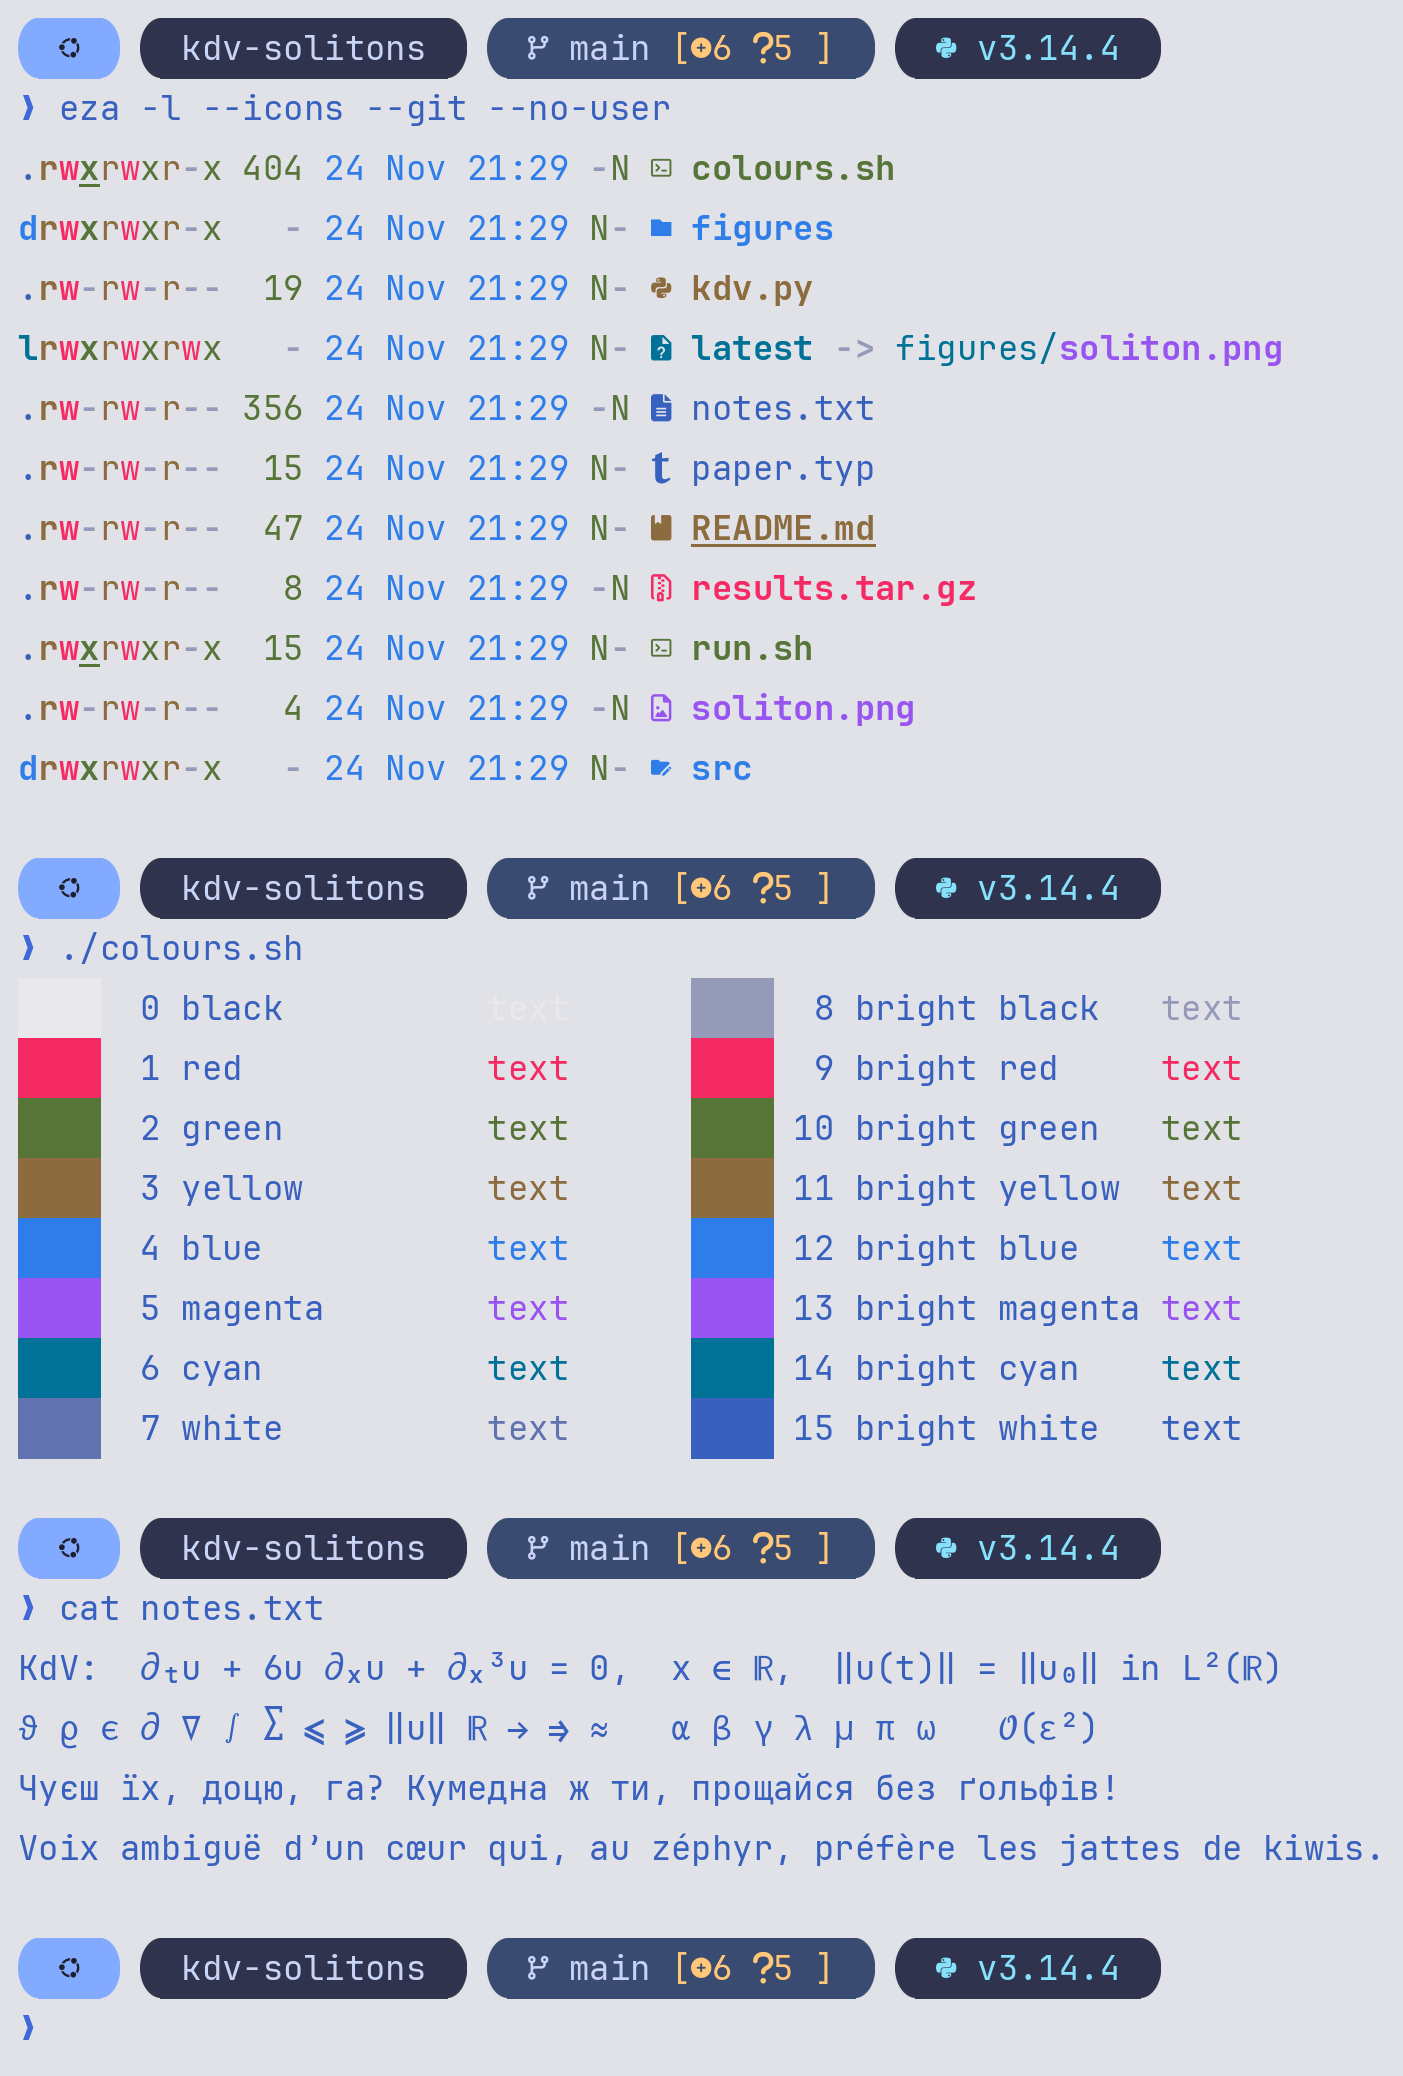 kdv-solitons main [6 ?5 ] v3.14.4
❱ eza -l --icons --git --no-user
.rwxrwxr-x 404 24 Nov 21:29 -N colours.sh
drwxrwxr-x - 24 Nov 21:29 N- figures
.rw-rw-r-- 19 24 Nov 21:29 N- kdv.py
lrwxrwxrwx - 24 Nov 21:29 N- latest -> figures/soliton.png
.rw-rw-r-- 356 24 Nov 21:29 -N notes.txt
.rw-rw-r-- 15 24 Nov 21:29 N- paper.typ
.rw-rw-r-- 47 24 Nov 21:29 N- README.md
.rw-rw-r-- 8 24 Nov 21:29 -N results.tar.gz
.rwxrwxr-x 15 24 Nov 21:29 N- run.sh
.rw-rw-r-- 4 24 Nov 21:29 -N soliton.png
drwxrwxr-x - 24 Nov 21:29 N- src
kdv-solitons main [6 ?5 ] v3.14.4
❱ ./colours.sh
0 black text 8 bright black text
1 red text 9 bright red text
2 green text 10 bright green text
3 yellow text 11 bright yellow text
4 blue text 12 bright blue text
5 magenta text 13 bright magenta text
6 cyan text 14 bright cyan text
7 white text 15 bright white text
kdv-solitons main [6 ?5 ] v3.14.4
❱ cat notes.txt
KdV: ∂ₜu + 6u ∂ₓu + ∂ₓ³u = 0, x ∈ ℝ, ‖u(t)‖ = ‖u₀‖ in L²(ℝ)
ϑ ϱ ϵ ∂ ∇ ∫ ∑ ⩽ ⩾ ‖u‖ ℝ → ⇉ ≈ α β γ λ μ π ω 𝒪(ε²)
Чуєш їх, доцю, га? Кумедна ж ти, прощайся без ґольфів!
Voix ambiguë d’un cœur qui, au zéphyr, préfère les jattes de kiwis.
kdv-solitons main [6 ?5 ] v3.14.4
❱